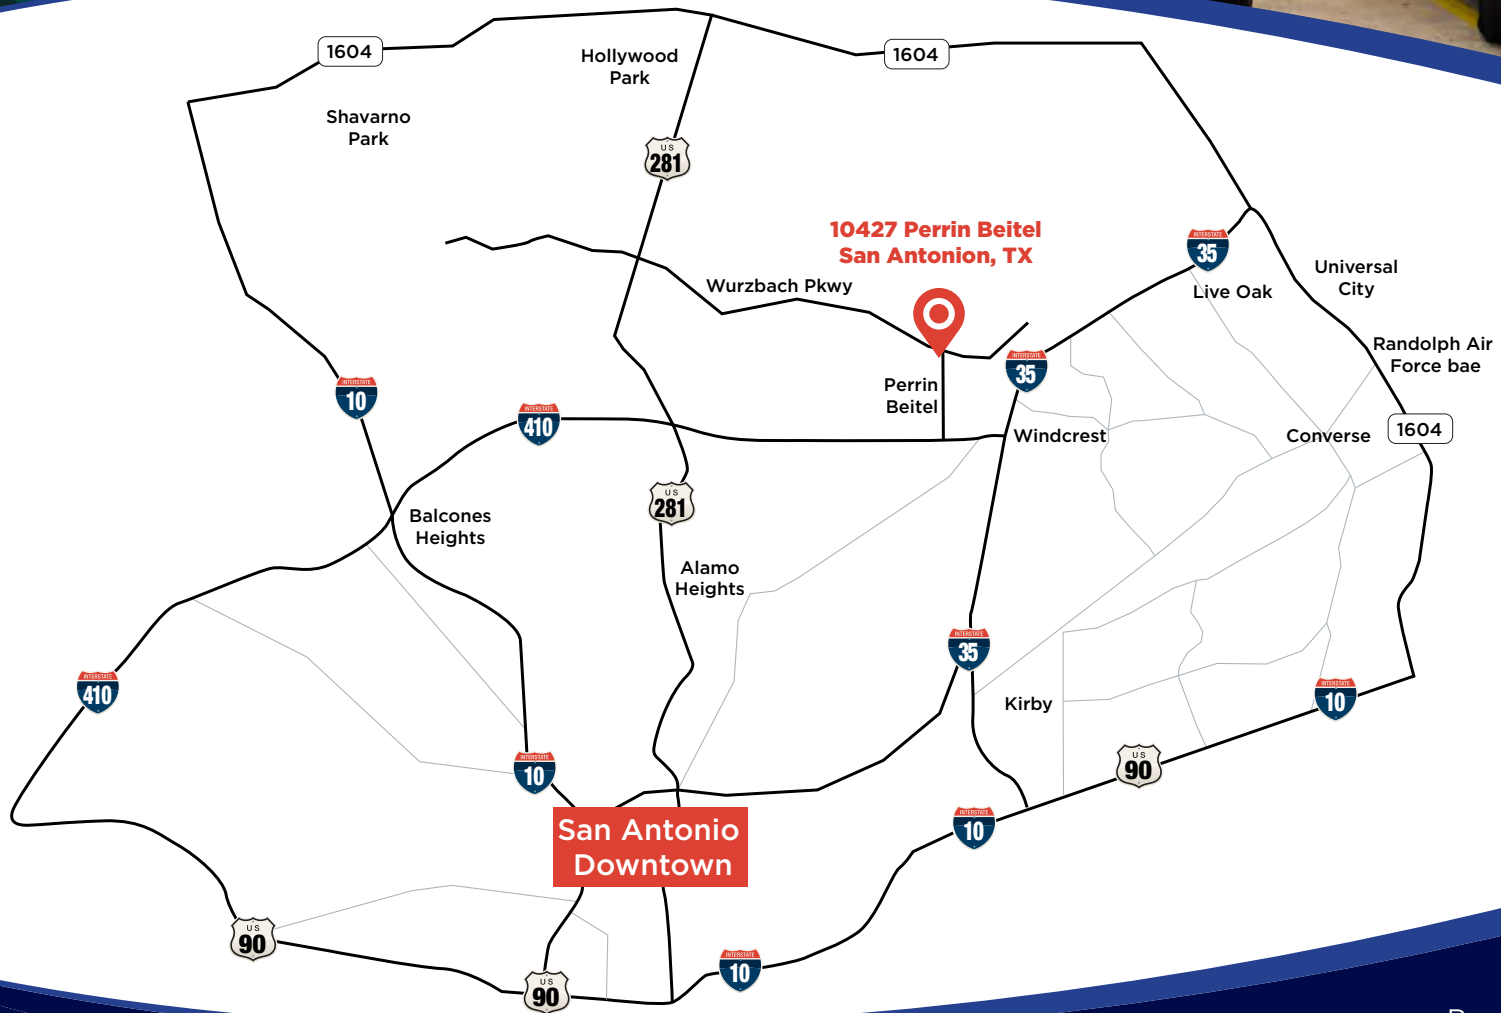 1604
Hollywood
Park
1604
Shavarno
Park
US
281
10427 Perrin Beitel
San Antonion, TX
INTERSTATE
35
Universal
City
Live Oak
Wurzbach Pkwy
Randolph Air
Force bae
INTERSTATE
35
Perrin
Beitel
INTERSTATE
10
INTERSTATE
410
Windcrest
Converse
1604
US
281
Balcones
Heights
Alamo
Heights
INTERSTATE
35
INTERSTATE
410
Kirby
INTERSTATE
10
INTERSTATE
10
US
90
San Antonio
Downtown
INTERSTATE
10
US
90
INTERSTATE
10
US
90